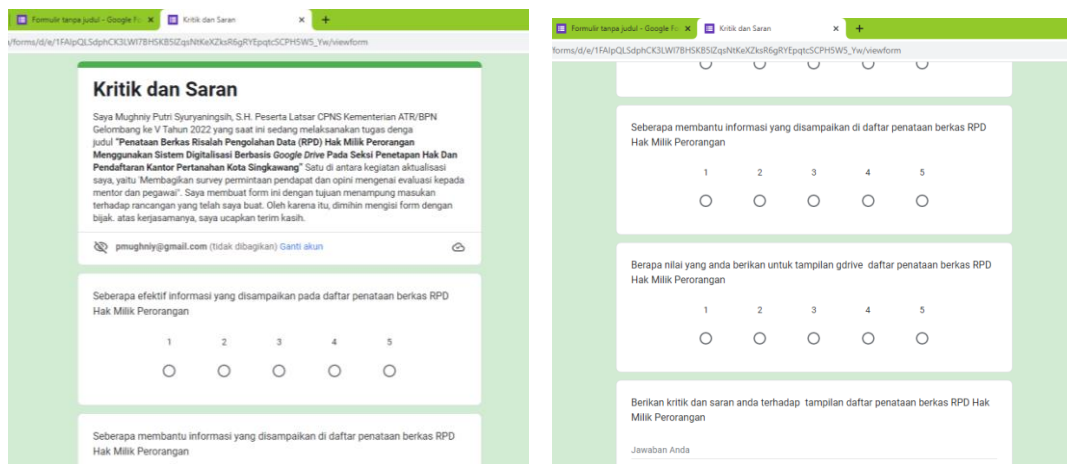 Formulir tanpa judul - Google Fo
Kritik dan Saran
/forms/d/e/1FAIpQLSdphCK3LWI7BHSKB5IZqsNtKeXZksR6gRYEpqtcSCPH5W5_Yw/viewform
Kritik dan Saran
Saya Mughniy Putri Syuryaningsih, S.H. Peserta Latsar CPNS Kementerian ATR/BPN
Gelombang ke V Tahun 2022 yang saat ini sedang melaksanakan tugas denga
judul "Penataan Berkas Risalah Pengolahan Data (RPD) Hak Milik Perorangan
Menggunakan Sistem Digitalisasi Berbasis Google Drive Pada Seksi Penetapan Hak Dan
Pendaftaran Kantor Pertanahan Kota Singkawang" Satu di antara kegiatan aktualisasi
saya, yaitu 'Membagikan survey permintaan pendapat dan opini mengenai evaluasi kepada
mentor dan pegawai". Saya membuat form ini dengan tujuan menampung masukan
terhadap rancangan yang telah saya buat. Oleh karena itu, dimihin mengisi form dengan
bijak. atas kerjasamanya, saya ucapkan terim kasih.
pmughniy@gmail.com (tidak dibagikan) Ganti akun
Seberapa efektif informasi yang disampaikan pada daftar penataan berkas RPD
Hak Milik Perorangan
1 2 3 4 5
Seberapa membantu informasi yang disampaikan di daftar penataan berkas RPD
Hak Milik Perorangan
Formulir tanpa judul - Google Fo
Kritik dan Saran
forms/d/e/1FAIpQLSdphCK3LWI7BHSKB5IZqsNtKeXZksR6gRYEpqtcSCPH5W5_Yw/viewform
Seberapa membantu informasi yang disampaikan di daftar penataan berkas RPD
Hak Milik Perorangan
1 2 3 4 5
Berapa nilai yang anda berikan untuk tampilan gdrive daftar penataan berkas RPD
Hak Milik Perorangan
1 2 3 4 5
Berikan kritik dan saran anda terhadap tampilan daftar penataan berkas RPD Hak
Milik Perorangan
Jawaban Anda